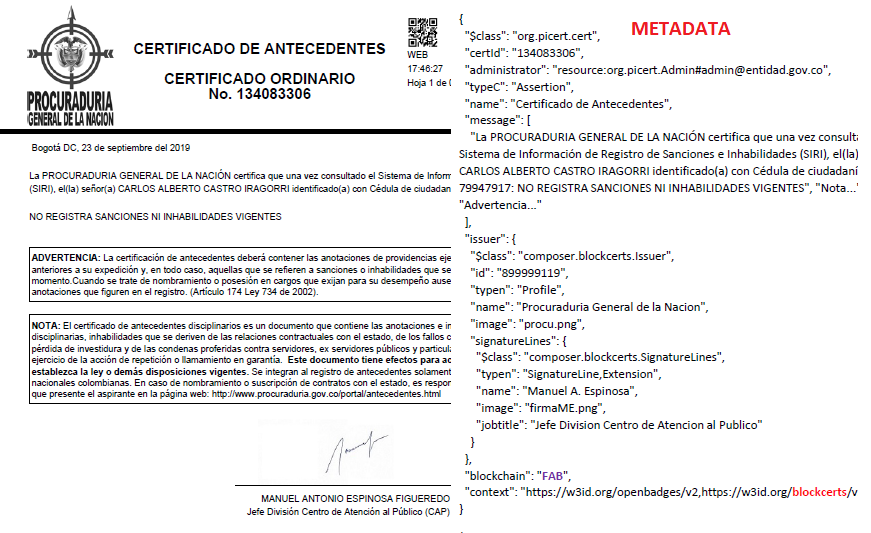 PROCURADURIA
GENERAL DE LA NACION
CERTIFICADO DE ANTECEDENTES
CERTIFICADO ORDINARIO
No. 134083306
WEB
17:46:27
Hoja 1 de
Bogotá DC, 23 de septiembre del 2019
La PROCURADURIA GENERAL DE LA NACIÓN certifica que una vez consultado el Sistema de Inform
(SIRI), el(la) señor(a) CARLOS ALBERTO CASTRO IRAGORRI identificado(a) con Cédula de ciudadan
NO REGISTRA SANCIONES NI INHABILIDADES VIGENTES
ADVERTENCIA: La certificación de antecedentes deberá contener las anotaciones de providencias eje
anteriores a su expedición y, en todo caso, aquellas que se refieren a sanciones o inhabilidades que se
momento.Cuando se trate de nombramiento o posesión en cargos que exijan para su desempeño ause
anotaciones que figuren en el registro. (Artículo 174 Ley 734 de 2002).
NOTA: El certificado de antecedentes disciplinarios es un documento que contiene las anotaciones e in
disciplinarias, inhabilidades que se deriven de las relaciones contractuales con el estado, de los fallos c
pérdida de investidura y de las condenas proferidas contra servidores, ex servidores públicos y particula
ejercicio de la acción de repetición o llamamiento en garantía. Este documento tiene efectos para ac
establezca la ley o demás disposiciones vigentes. Se integran al registro de antecedentes solament
nacionales colombianas. En caso de nombramiento o suscripción de contratos con el estado, es respon
que presente el aspirante en la página web: http://www.procuraduria.gov.co/portal/antecedentes.html
MANUEL ANTONIO ESPINOSA FIGUEREDO
Jefe División Centro de Atención al Público (CAP)
METADATA
{
"$class": "org.picert.cert",
"certId": "134083306",
"administrator": "resource:org.picert.Admin#admin@entidad.gov.co",
"typeC": "Assertion",
"name": "Certificado de Antecedentes",
"message": [
"La PROCURADURIA GENERAL DE LA NACIÓN certifica que una vez consulta
Sistema de Información de Registro de Sanciones e Inhabilidades (SIRI), el(la)
CARLOS ALBERTO CASTRO IRAGORRI identificado(a) con Cédula de ciudadaní
79947917: NO REGISTRA SANCIONES NI INHABILIDADES VIGENTES", "Nota..."
"Advertencia..."
],
"issuer": {
"$class": "composer.blockcerts.Issuer",
"id": "899999119",
"typen": "Profile",
"name": "Procuraduria General de la Nacion",
"image": "procu.png",
"signatureLines": {
"$class": "composer.blockcerts.SignatureLines",
"typen": "SignatureLine,Extension",
"name": "Manuel A. Espinosa",
"image": "firmaME.png",
"jobtitle": "Jefe Division Centro de Atencion al Publico"
}
},
"blockchain": "FAB",
"context": "https://w3id.org/openbadges/v2,https://w3id.org/blockcerts/v
}